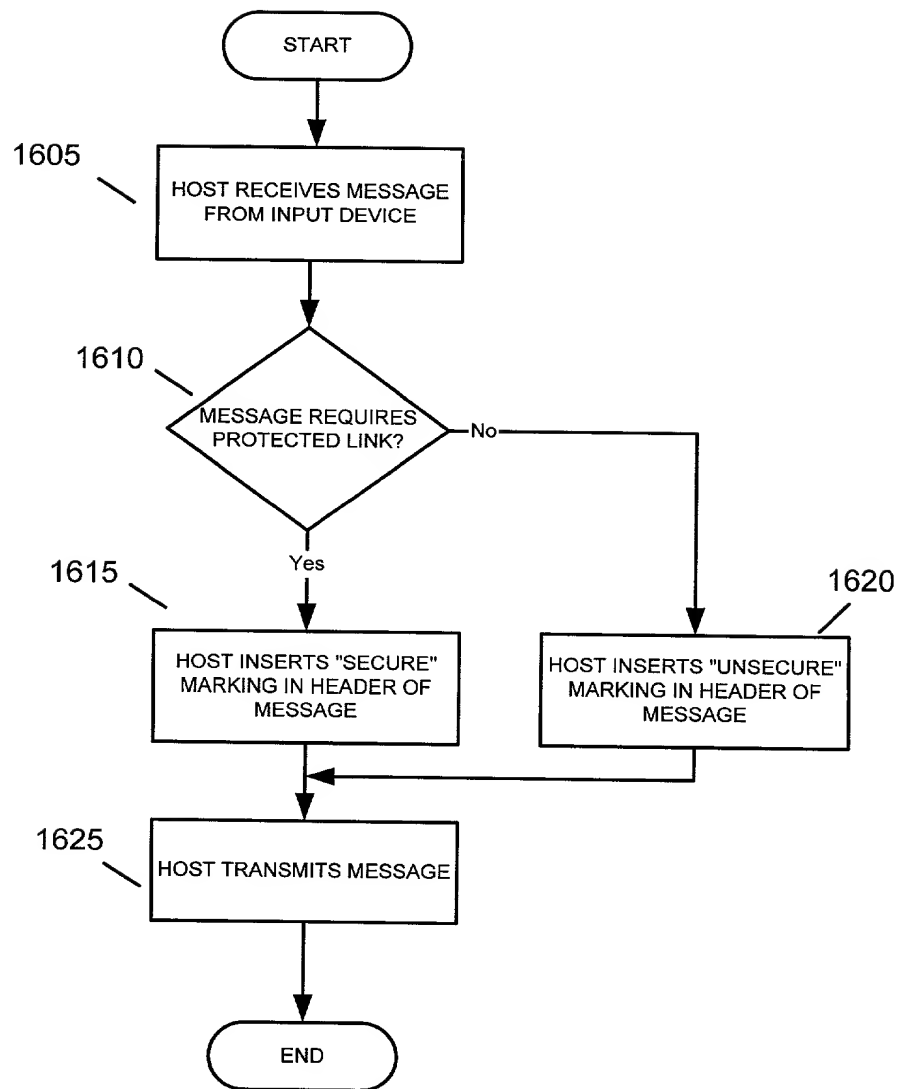 START
1605
HOST RECEIVES MESSAGE
FROM INPUT DEVICE
1610
MESSAGE REQUIRES
PROTECTED LINK?
No
Yes
1615
HOST INSERTS "SECURE"
MARKING IN HEADER OF
MESSAGE
1620
HOST INSERTS "UNSECURE"
MARKING IN HEADER OF
MESSAGE
1625
HOST TRANSMITS MESSAGE
END